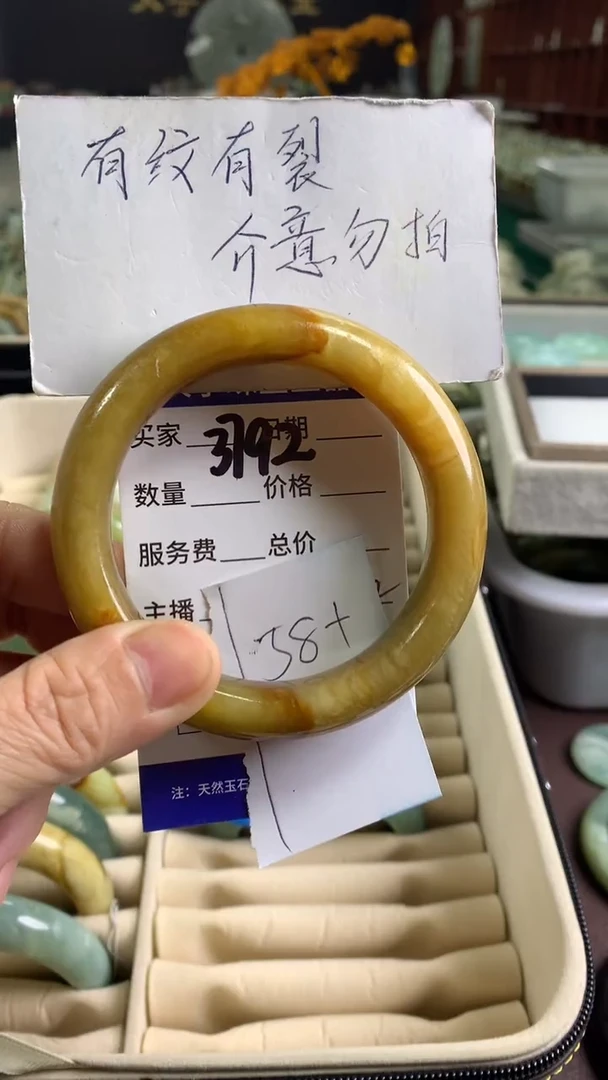 有纹有裂
介意勿拍
买家 3192 日期
数量 价格
服务费 总价
主播
58+
注：天然玉石